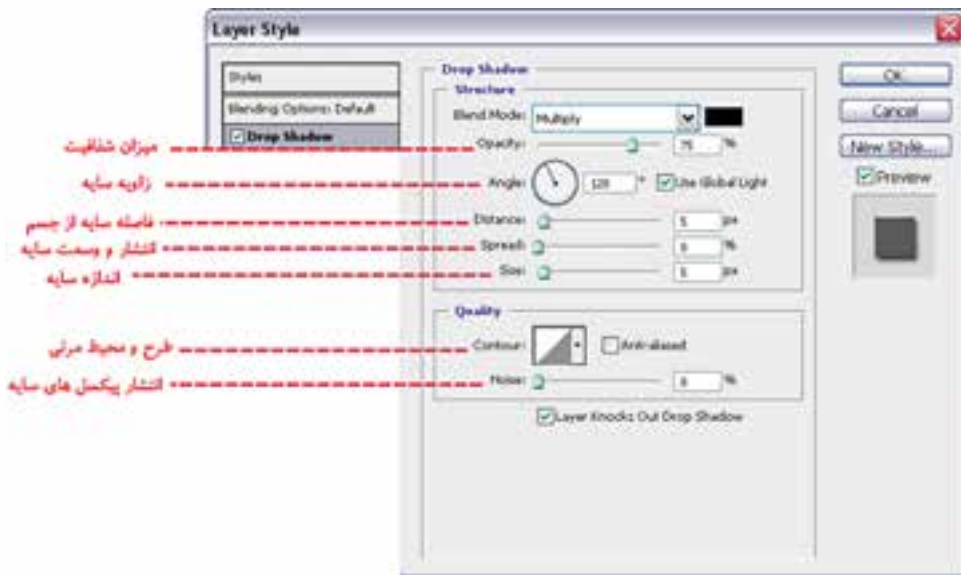 Layer Style
Styles
Blending Options: Default
Drop Shadow
Drop Shadow
Structure
Blend Mode: Multiply
میزان شفافیت
Opacity: 75 %
زاویه سایه
Angle: 120 ° Use Global Light
فاصله سایه از جسم
Distance: 5 px
انتشار و وسعت سایه
Spread: 0 %
اندازه سایه
Size: 5 px
Quality
طرح و محیط مرئی
Contour: Anti-aliased
انتشار پیکسل های سایه
Noise: 0 %
Layer Knocks Out Drop Shadow
OK
Cancel
New Style...
Preview